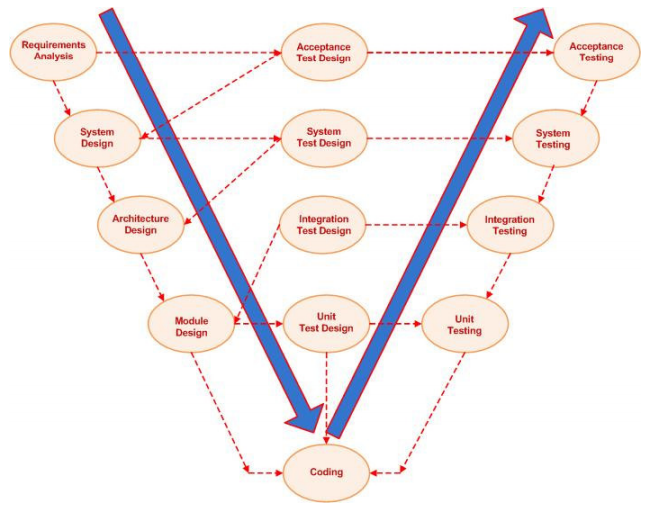 Requirements
Analysis
Acceptance
Test Design
Acceptance
Testing
System
Design
System
Test Design
System
Testing
Architecture
Design
Integration
Test Design
Integration
Testing
Module
Design
Unit
Test Design
Unit
Testing
Coding